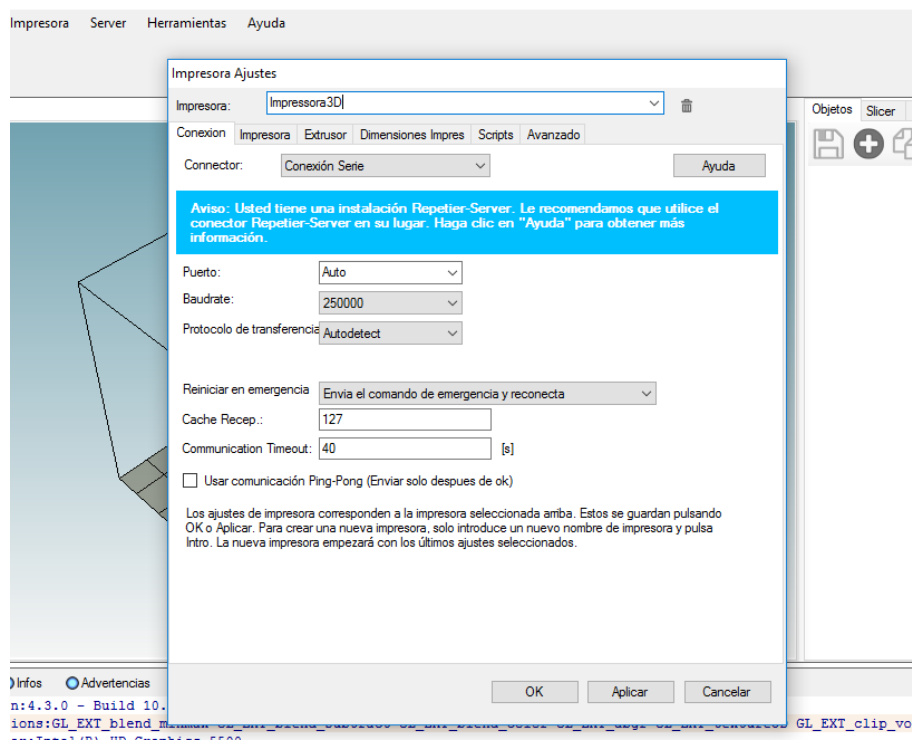 Impresora Server Herramientas Ayuda
Impresora Ajustes
Impresora: Impressora3D
Objetos Slicer
Conexion Impresora Extrusor Dimensiones Impres Scripts Avanzado
Connector: Conexión Serie Ayuda
Aviso: Usted tiene una instalación Repetier-Server. Le recomendamos que utilice el
conector Repetier-Server en su lugar. Haga clic en "Ayuda" para obtener más
información.
Puerto: Auto
Baudrate: 250000
Protocolo de transferencia Autodetect
Reiniciar en emergencia Envia el comando de emergencia y reconecta
Cache Recep.: 127
Communication Timeout: 40 [s]
Usar comunicación Ping-Pong (Enviar solo despues de ok)
Los ajustes de impresora corresponden a la impresora seleccionada arriba. Estos se guardan pulsando
OK o Aplicar. Para crear una nueva impresora, solo introduce un nuevo nombre de impresora y pulsa
Intro. La nueva impresora empezará con los últimos ajustes seleccionados.
Infos Advertencias
OK Aplicar Cancelar
n:4.3.0 - Build 10.
ions:GL_EXT_blend_ GL_EXT_clip_vo